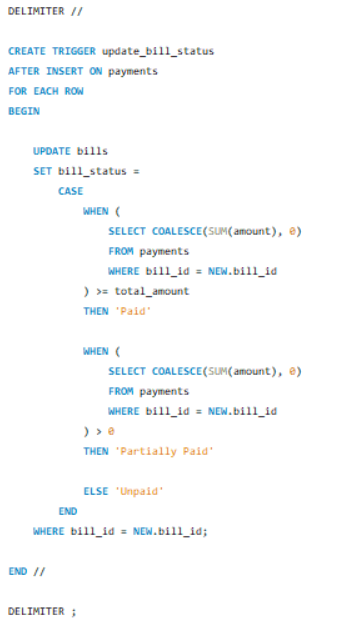 DELIMITER //
CREATE TRIGGER update_bill_status
AFTER INSERT ON payments
FOR EACH ROW
BEGIN
UPDATE bills
SET bill_status =
CASE
WHEN (
SELECT COALESCE(SUM(amount), 0)
FROM payments
WHERE bill_id = NEW.bill_id
) >= total_amount
THEN 'Paid'
WHEN (
SELECT COALESCE(SUM(amount), 0)
FROM payments
WHERE bill_id = NEW.bill_id
) > 0
THEN 'Partially Paid'
ELSE 'Unpaid'
END
WHERE bill_id = NEW.bill_id;
END //
DELIMITER ;